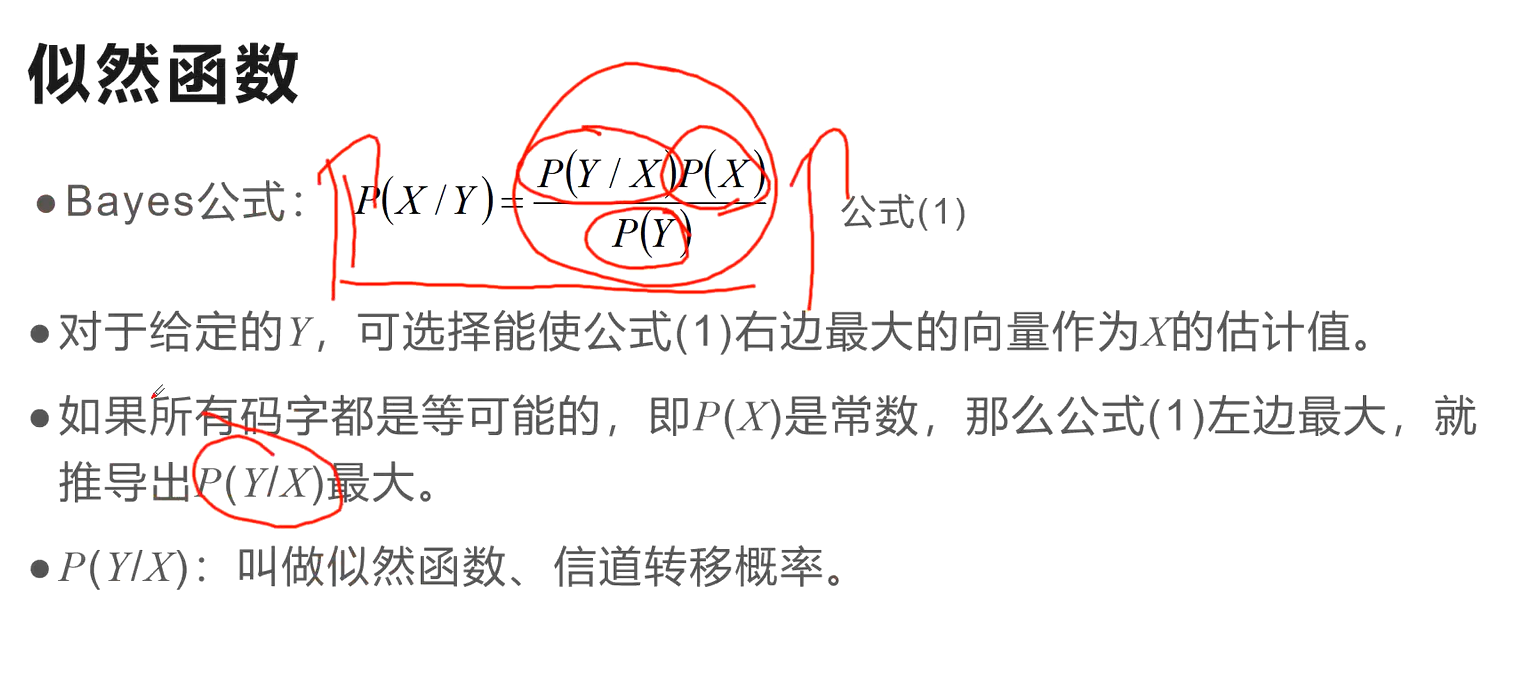 似然函数
●Bayes公式： P(X/Y)=\frac{P(Y/X)P(X)}{P(Y)} 公式(1)
●对于给定的Y，可选择能使公式(1)右边最大的向量作为X的估计值。
●如果所有码字都是等可能的，即P(X)是常数，那么公式(1)左边最大，就
推导出P(Y/X)最大。
●P(Y/X)：叫做似然函数、信道转移概率。